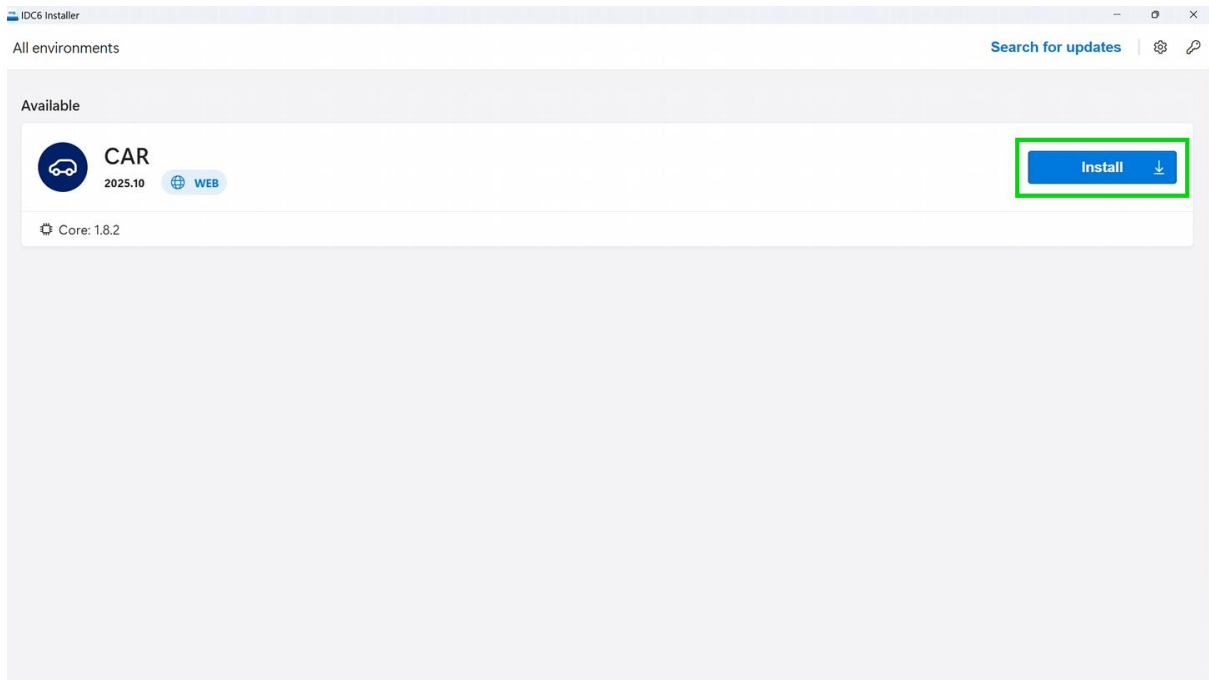 IDC6 Installer
All environments
Search for updates
Available
CAR
2025.10
WEB
Install
Core: 1.8.2